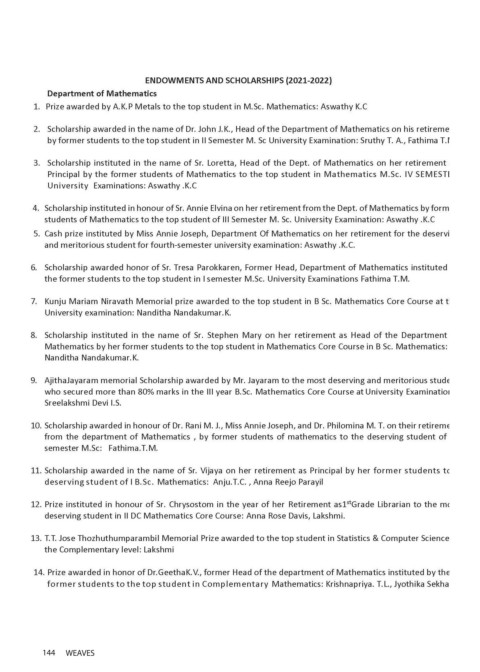 ENDOWMENTS AND SCHOLARSHIPS (2021-2022)
Department of Mathematics
1. Prize awarded by A.K.P Metals to the top student in M.Sc. Mathematics: Aswathy K.C
2. Scholarship awarded in the name of Dr. John J.K., Head of the Department of Mathematics on his retireme
by former students to the top student in II Semester M. Sc University Examination: Sruthy T. A., Fathima T.
3. Scholarship instituted in the name of Sr. Loretta, Head of the Dept. of Mathematics on her retirement
Principal by the former students of Mathematics to the top student in Mathematics M.Sc. IV SEMEST
University Examinations: Aswathy .K.C
4. Scholarship instituted in honour of Sr. Annie Elvina on her retirement from the Dept. of Mathematics by form
students of Mathematics to the top student of III Semester M. Sc. University Examination: Aswathy .K.C
5. Cash prize instituted by Miss Annie Joseph, Department Of Mathematics on her retirement for the deservi
and meritorious student for fourth-semester university examination: Aswathy .K.C.
6. Scholarship awarded honor of Sr. Tresa Parokkaren, Former Head, Department of Mathematics instituted
the former students to the top student in I semester M.Sc. University Examinations Fathima T.M.
7. Kunju Mariam Niravath Memorial prize awarded to the top student in B Sc. Mathematics Core Course at t
University examination: Nanditha Nandakumar.K.
8. Scholarship instituted in the name of Sr. Stephen Mary on her retirement as Head of the Department
Mathematics by her former students to the top student in Mathematics Core Course in B Sc. Mathematics:
Nanditha Nandakumar.K.
9. AjithaJayaram memorial Scholarship awarded by Mr. Jayaram to the most deserving and meritorious stude
who secured more than 80% marks in the III year B.Sc. Mathematics Core Course at University Examination
Sreelakshmi Devi I.S.
10. Scholarship awarded in honour of Dr. Rani M. J., Miss Annie Joseph, and Dr. Philomina M. T. on their retireme
from the department of Mathematics , by former students of mathematics to the deserving student of
semester M.Sc: Fathima.T.M.
11. Scholarship awarded in the name of Sr. Vijaya on her retirement as Principal by her former students to
deserving student of I B.Sc. Mathematics: Anju.T.C. , Anna Reejo Parayil
12. Prize instituted in honour of Sr. Chrysostom in the year of her Retirement as1stGrade Librarian to the mo
deserving student in II DC Mathematics Core Course: Anna Rose Davis, Lakshmi.
13. T.T. Jose Thozhuthumparambil Memorial Prize awarded to the top student in Statistics & Computer Science
the Complementary level: Lakshmi
14. Prize awarded in honor of Dr.GeethaK.V., former Head of the department of Mathematics instituted by the
former students to the top student in Complementary Mathematics: Krishnapriya. T.L., Jyothika Sekha
144 WEAVES